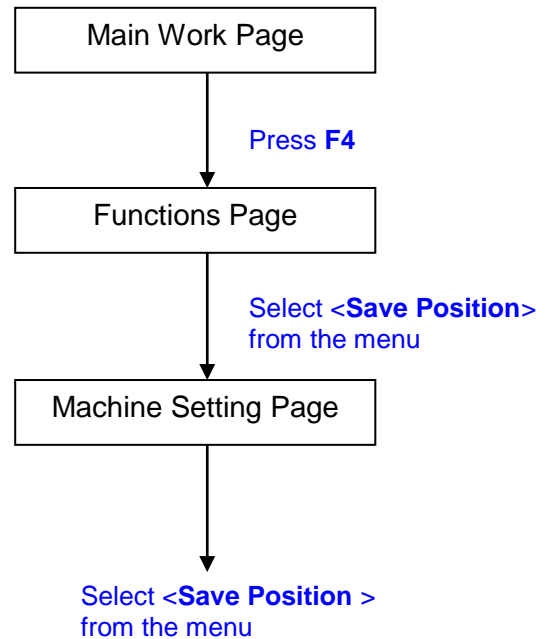 Main Work Page
Press F4
Functions Page
Select <Save Position>
from the menu
Machine Setting Page
Select <Save Position >
from the menu